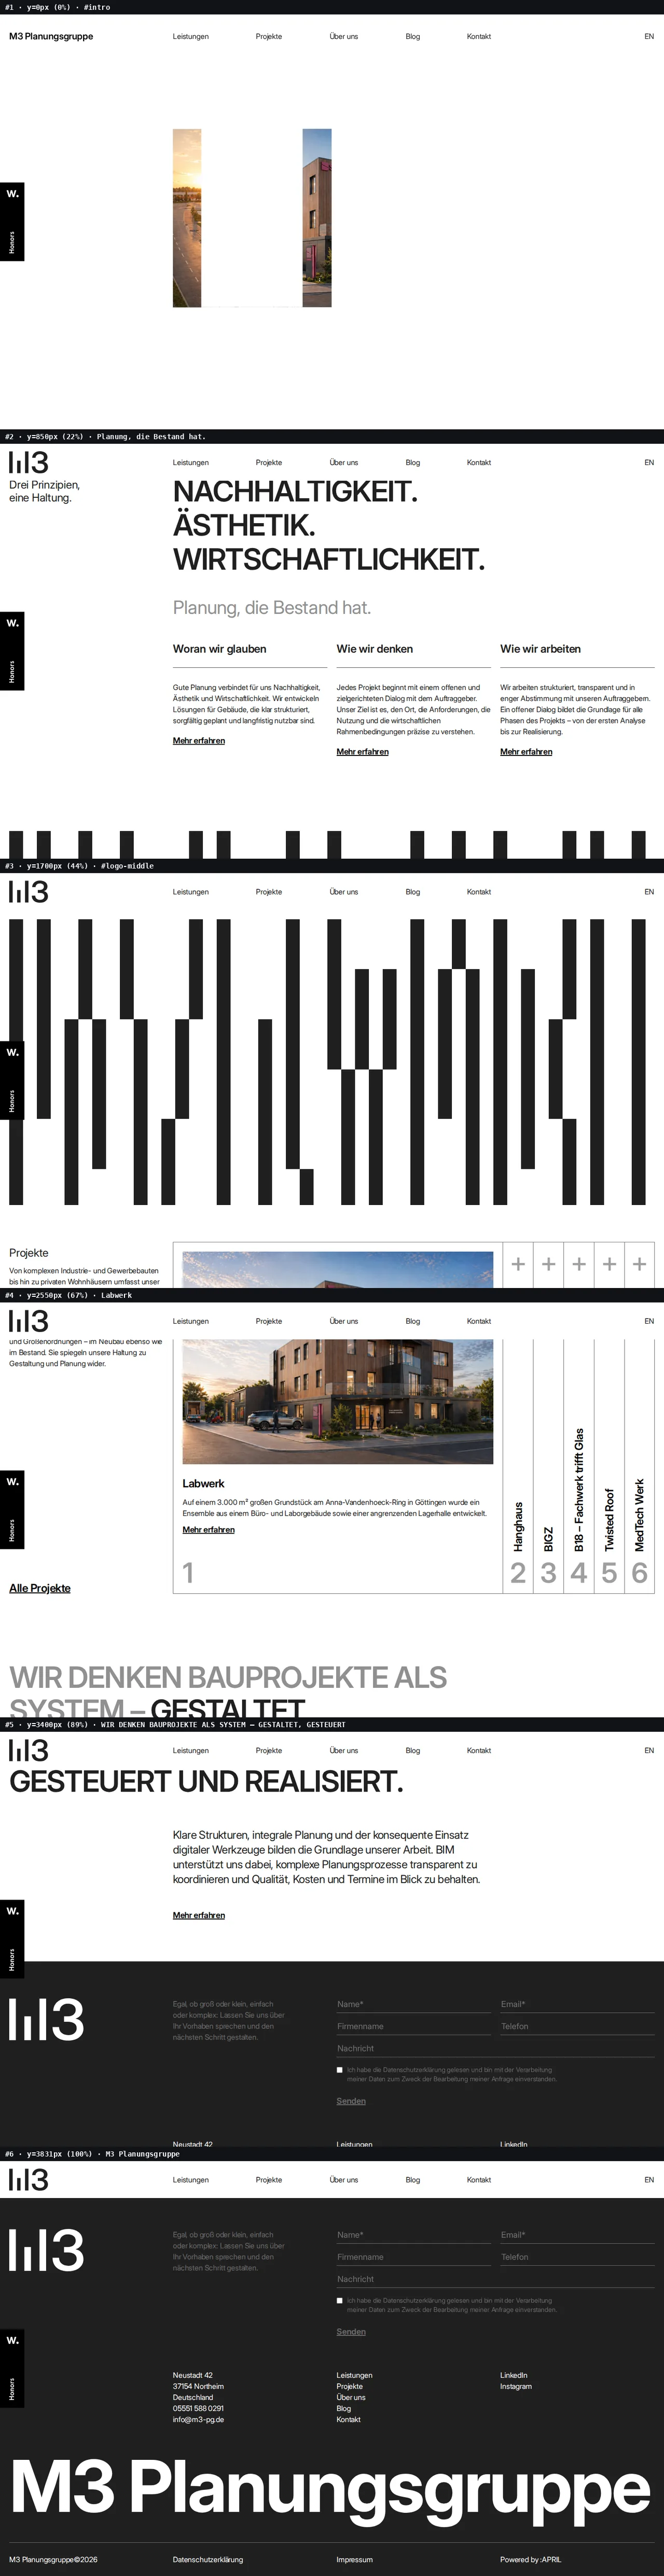 #1 · y=0px (0%) · #intro
M3 Planungsgruppe
Leistungen
Projekte
Über uns
Blog
Kontakt
EN
W.
Honors
#2 · y=850px (22%) · Planung, die Bestand hat.
3
Leistungen
Projekte
Über uns
Blog
Kontakt
EN
Drei Prinzipien,
eine Haltung.
NACHHALTIGKEIT.
ÄSTHETIK.
WIRTSCHAFTLICHKEIT.
Planung, die Bestand hat.
W.
Honors
Woran wir glauben
Gute Planung verbindet für uns Nachhaltigkeit,
Ästhetik und Wirtschaftlichkeit. Wir entwickeln
Lösungen für Gebäude, die klar strukturiert,
sorgfältig geplant und langfristig nutzbar sind.
Mehr erfahren
Wie wir denken
Jedes Projekt beginnt mit einem offenen und
zielgerichteten Dialog mit dem Auftraggeber.
Unser Ziel ist es, den Ort, die Anforderungen, die
Nutzung und die wirtschaftlichen
Rahmenbedingungen präzise zu verstehen.
Mehr erfahren
Wie wir arbeiten
Wir arbeiten strukturiert, transparent und in
enger Abstimmung mit unseren Auftraggebern.
Ein offener Dialog bildet die Grundlage für alle
Phasen des Projekts – von der ersten Analyse
bis zur Realisierung.
Mehr erfahren
#3 · y=1700px (44%) · #logo-middle
3
Leistungen
Projekte
Über uns
Blog
Kontakt
EN
W.
Honors
Projekte
Von komplexen Industrie- und Gewerbebauten
bis hin zu privaten Wohnhäusern umfasst unser
+
+
+
+
+
#4 · y=2550px (67%) · Labwerk
3
Leistungen
Projekte
Über uns
Blog
Kontakt
EN
und Größenordnungen – im Neubau ebenso wie
im Bestand. Sie spiegeln unsere Haltung zu
Gestaltung und Planung wider.
W.
Honors
Alle Projekte
Labwerk
Auf einem 3.000 m² großen Grundstück am Anna-Vandenhoeck-Ring in Göttingen wurde ein
Ensemble aus einem Büro- und Laborgebäude sowie einer angrenzenden Lagerhalle entwickelt.
Mehr erfahren
1
Hanghaus
2
BIGZ
3
B18 – Fachwerk trifft Glas
4
Twisted Roof
5
MedTech Werk
6
WIR DENKEN BAUPROJEKTE ALS
SYSTEM – GESTALTET,
#5 · y=3400px (89%) · WIR DENKEN BAUPROJEKTE ALS SYSTEM – GESTALTET, GESTEUERT
3
Leistungen
Projekte
Über uns
Blog
Kontakt
EN
GESTEUERT UND REALISIERT.
Klare Strukturen, integrale Planung und der konsequente Einsatz
digitaler Werkzeuge bilden die Grundlage unserer Arbeit. BIM
unterstützt uns dabei, komplexe Planungsprozesse transparent zu
koordinieren und Qualität, Kosten und Termine im Blick zu behalten.
Mehr erfahren
W.
Honors
3
Egal, ob groß oder klein, einfach
oder komplex: Lassen Sie uns über
Ihr Vorhaben sprechen und den
nächsten Schritt gestalten.
Name*
Email*
Firmenname
Telefon
Nachricht
Ich habe die Datenschutzerklärung gelesen und bin mit der Verarbeitung
meiner Daten zum Zweck der Bearbeitung meiner Anfrage einverstanden.
Senden
Neustadt 42
Leistungen
LinkedIn
#6 · y=3831px (100%) · M3 Planungsgruppe
3
Leistungen
Projekte
Über uns
Blog
Kontakt
EN
3
Egal, ob groß oder klein, einfach
oder komplex: Lassen Sie uns über
Ihr Vorhaben sprechen und den
nächsten Schritt gestalten.
Name*
Email*
Firmenname
Telefon
Nachricht
Ich habe die Datenschutzerklärung gelesen und bin mit der Verarbeitung
meiner Daten zum Zweck der Bearbeitung meiner Anfrage einverstanden.
Senden
W.
Honors
Neustadt 42
37154 Northeim
Deutschland
05551 588 0291
info@m3-pg.de
Leistungen
Projekte
Über uns
Blog
Kontakt
LinkedIn
Instagram
M3 Planungsgruppe
M3 Planungsgruppe©2026
Datenschutzerklärung
Impressum
Powered by :APRIL